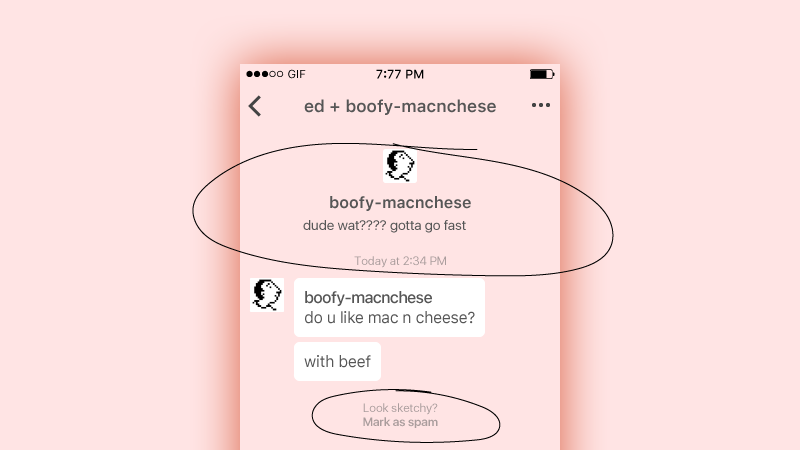 GIF 7:77 PM
ed + boofy-macnchese
boofy-macnchese
dude wat???? gotta go fast
Today at 2:34 PM
boofy-macnchese
do u like mac n cheese?
with beef
Look sketchy?
Mark as spam